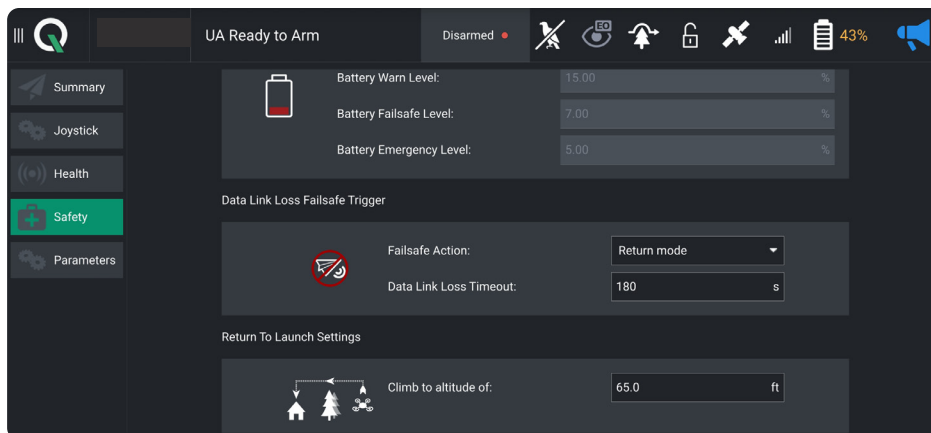 UA Ready to Arm
Disarmed
EO
43%
Summary
Joystick
Health
Safety
Parameters
Battery Warn Level:
15.00 %
Battery Failsafe Level:
7.00 %
Battery Emergency Level:
5.00 %
Data Link Loss Failsafe Trigger
Failsafe Action:
Return mode
Data Link Loss Timeout:
180 s
Return To Launch Settings
Climb to altitude of:
65.0 ft